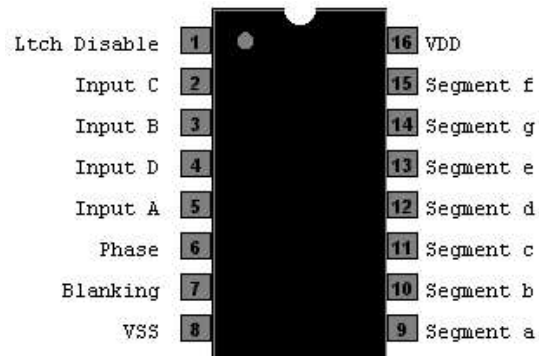 Ltch Disable 1 16 VDD
Input C 2 15 Segment f
Input B 3 14 Segment g
Input D 4 13 Segment e
Input A 5 12 Segment d
Phase 6 11 Segment c
Blanking 7 10 Segment b
VSS 8 9 Segment a